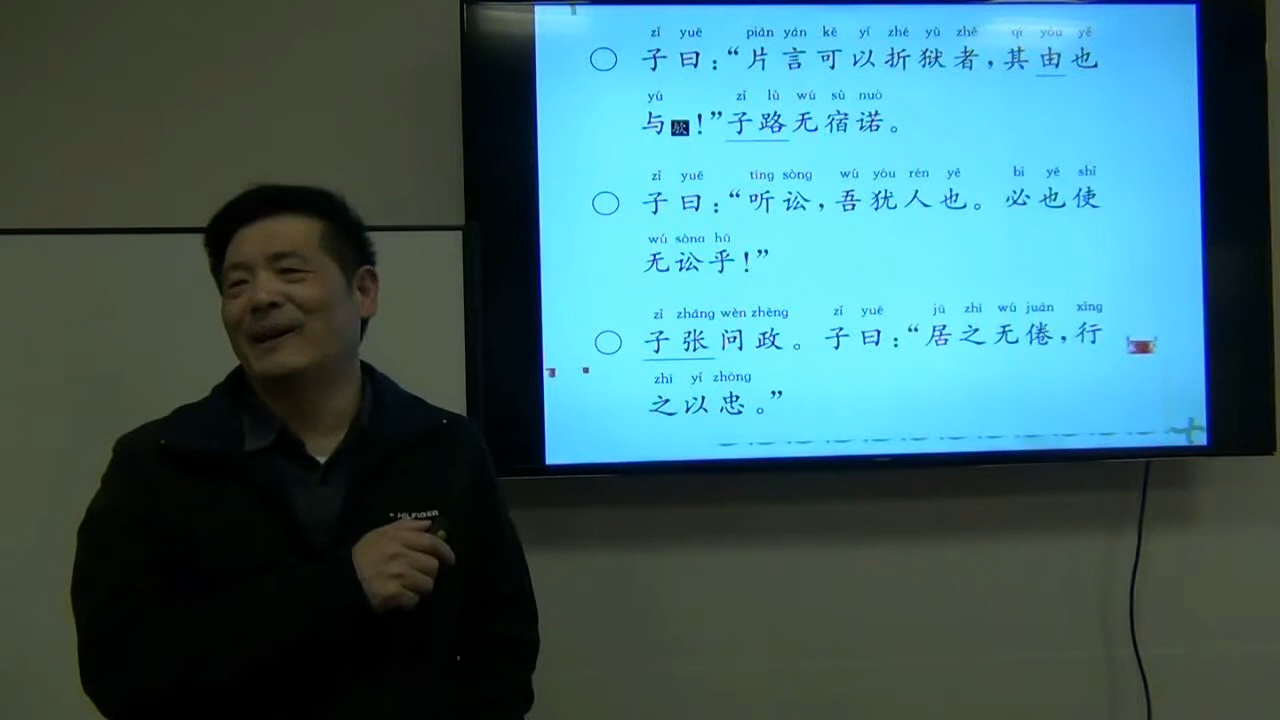 zǐ yuē piàn yán kě yǐ zhé yù zhě qí yóu yě
子曰：“片言可以折狱者，其由也
yú zǐ lù wú sù nuò
与欤！”子路无宿诺。
zǐ yuē tīng sòng wú yóu rén yě bì yě shǐ
子曰：“听讼，吾犹人也。必也使
wú sòng hū
无讼乎！”
zǐ zhāng wèn zhèng zǐ yuē jū zhī wú juàn xíng
子张问政。子曰：“居之无倦，行
zhī yǐ zhōng
之以忠。”
HILFIGER